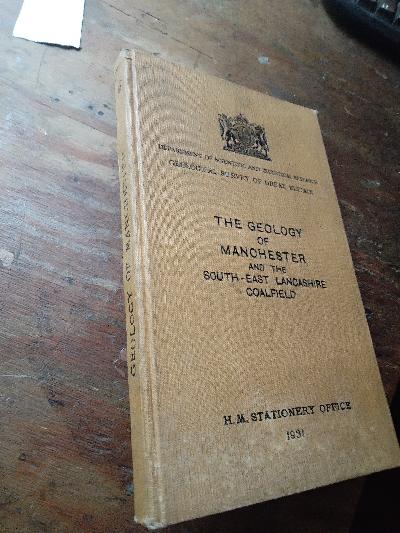 DEPARTMENT OF SCIENTIFIC AND INDUSTRIAL RESEARCH
GEOLOGICAL SURVEY OF GREAT BRITAIN
THE GEOLOGY
OF
MANCHESTER
AND THE
SOUTH-EAST LANCASHIRE
COALFIELD
H.M. STATIONERY OFFICE
1931
GEOLOGY OF MANCHESTER